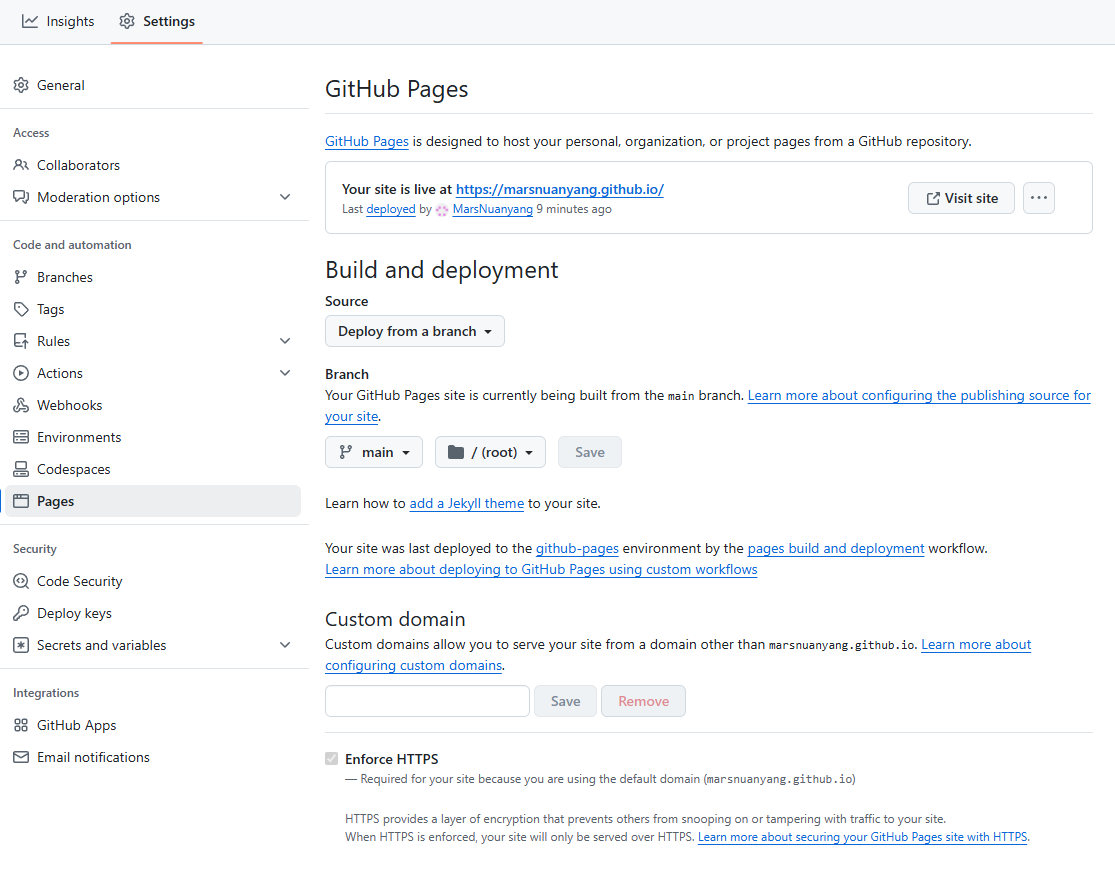 Insights
Settings
General
Access
Collaborators
Moderation options
Code and automation
Branches
Tags
Rules
Actions
Webhooks
Environments
Codespaces
Pages
Security
Code Security
Deploy keys
Secrets and variables
Integrations
GitHub Apps
Email notifications
GitHub Pages
GitHub Pages is designed to host your personal, organization, or project pages from a GitHub repository.
Your site is live at https://marsnuanyang.github.io/
Last deployed by MarsNuanyang 9 minutes ago
Visit site
Build and deployment
Source
Deploy from a branch
Branch
Your GitHub Pages site is currently being built from the main branch. Learn more about configuring the publishing source for
your site.
main
/ (root)
Save
Learn how to add a Jekyll theme to your site.
Your site was last deployed to the github-pages environment by the pages build and deployment workflow.
Learn more about deploying to GitHub Pages using custom workflows
Custom domain
Custom domains allow you to serve your site from a domain other than marsnuanyang.github.io. Learn more about
configuring custom domains.
Save
Remove
Enforce HTTPS
— Required for your site because you are using the default domain (marsnuanyang.github.io)
HTTPS provides a layer of encryption that prevents others from snooping on or tampering with traffic to your site.
When HTTPS is enforced, your site will only be served over HTTPS. Learn more about securing your GitHub Pages site with HTTPS.